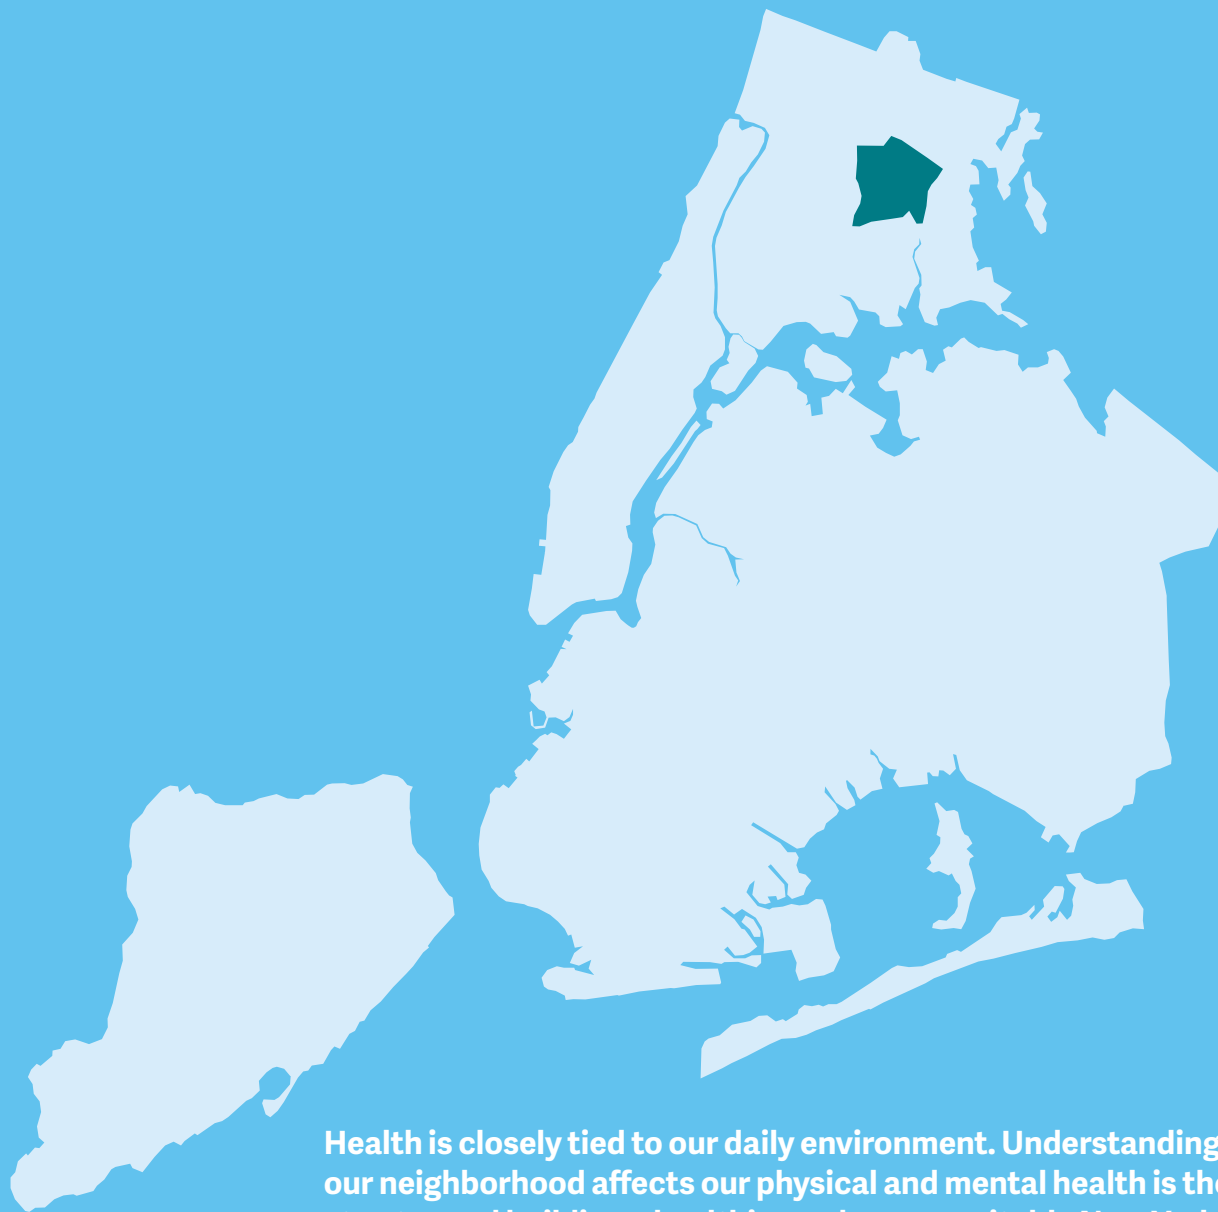 Health is closely tied to our daily environment. Understanding
our neighborhood affects our physical and mental health is the